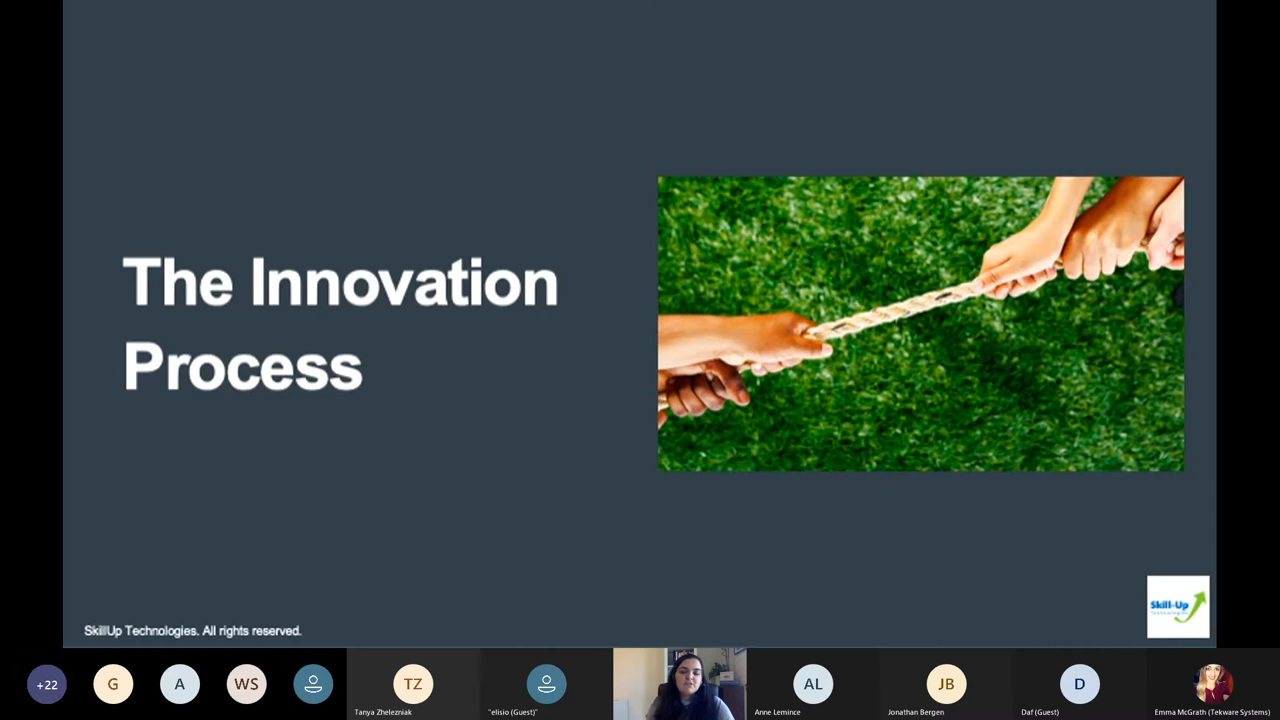 The Innovation
Process
Skill-Up
SkillUp Technologies. All rights reserved.
+22
G
A
WS
TZ
AL
JB
D
Tanya Zhelezniak
"elisio (Guest)"
Anne Lemince
Jonathan Bergen
Daf (Guest)
Emma McGrath (Tekware Systems)